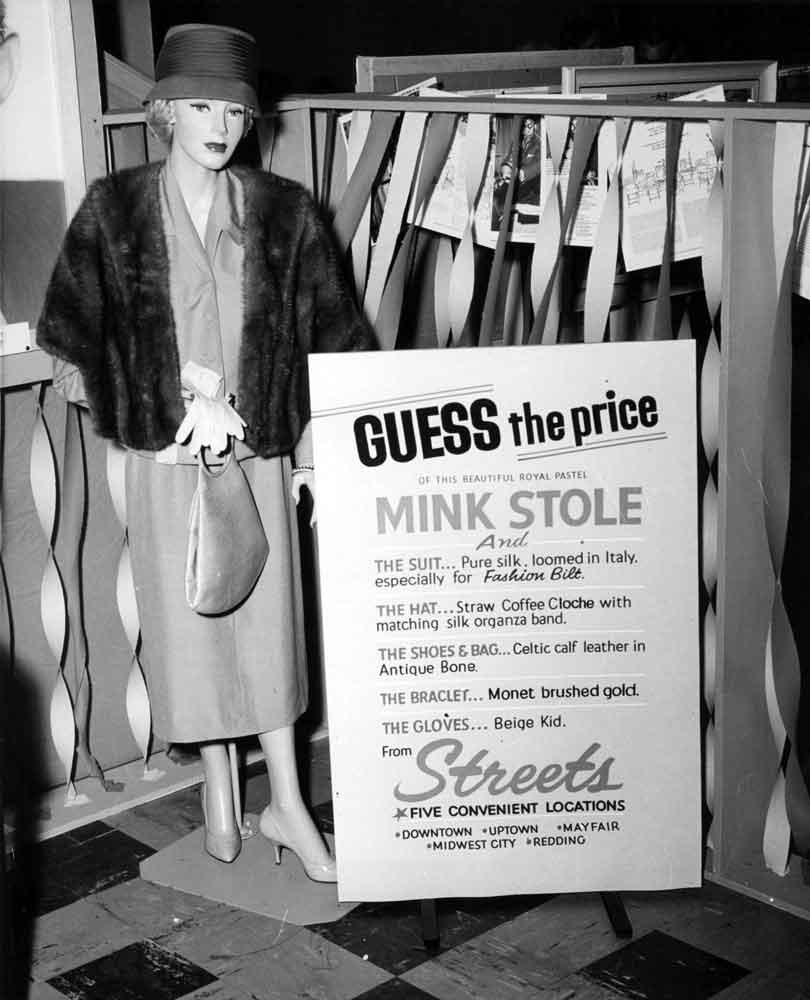 GUESS the price
OF THIS BEAUTIFUL ROYAL PASTEL
MINK STOLE
And
THE SUIT... Pure silk, loomed in Italy.
especially for Fashion Bilt.
THE HAT... Straw Coffee Cloche with
matching silk organza band.
THE SHOES & BAG... Celtic calf leather in
Antique Bone.
THE BRACLET... Monet brushed gold.
THE GLOVES... Beige Kid.
From
Streets
★FIVE CONVENIENT LOCATIONS
•DOWNTOWN •UPTOWN •MAYFAIR
•MIDWEST CITY •REDDING